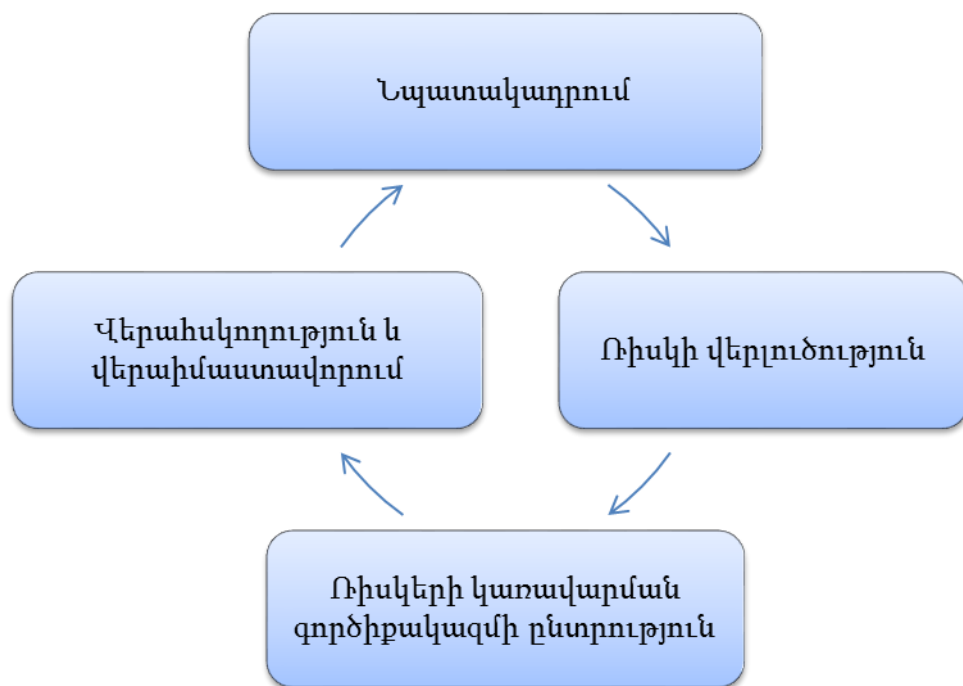 Նպատակադրում
Վերահսկողություն և
վերաիմաստավորում
Ռիսկի վերլուծություն
Ռիսկերի կառավարման
գործիքակազմի ընտրություն